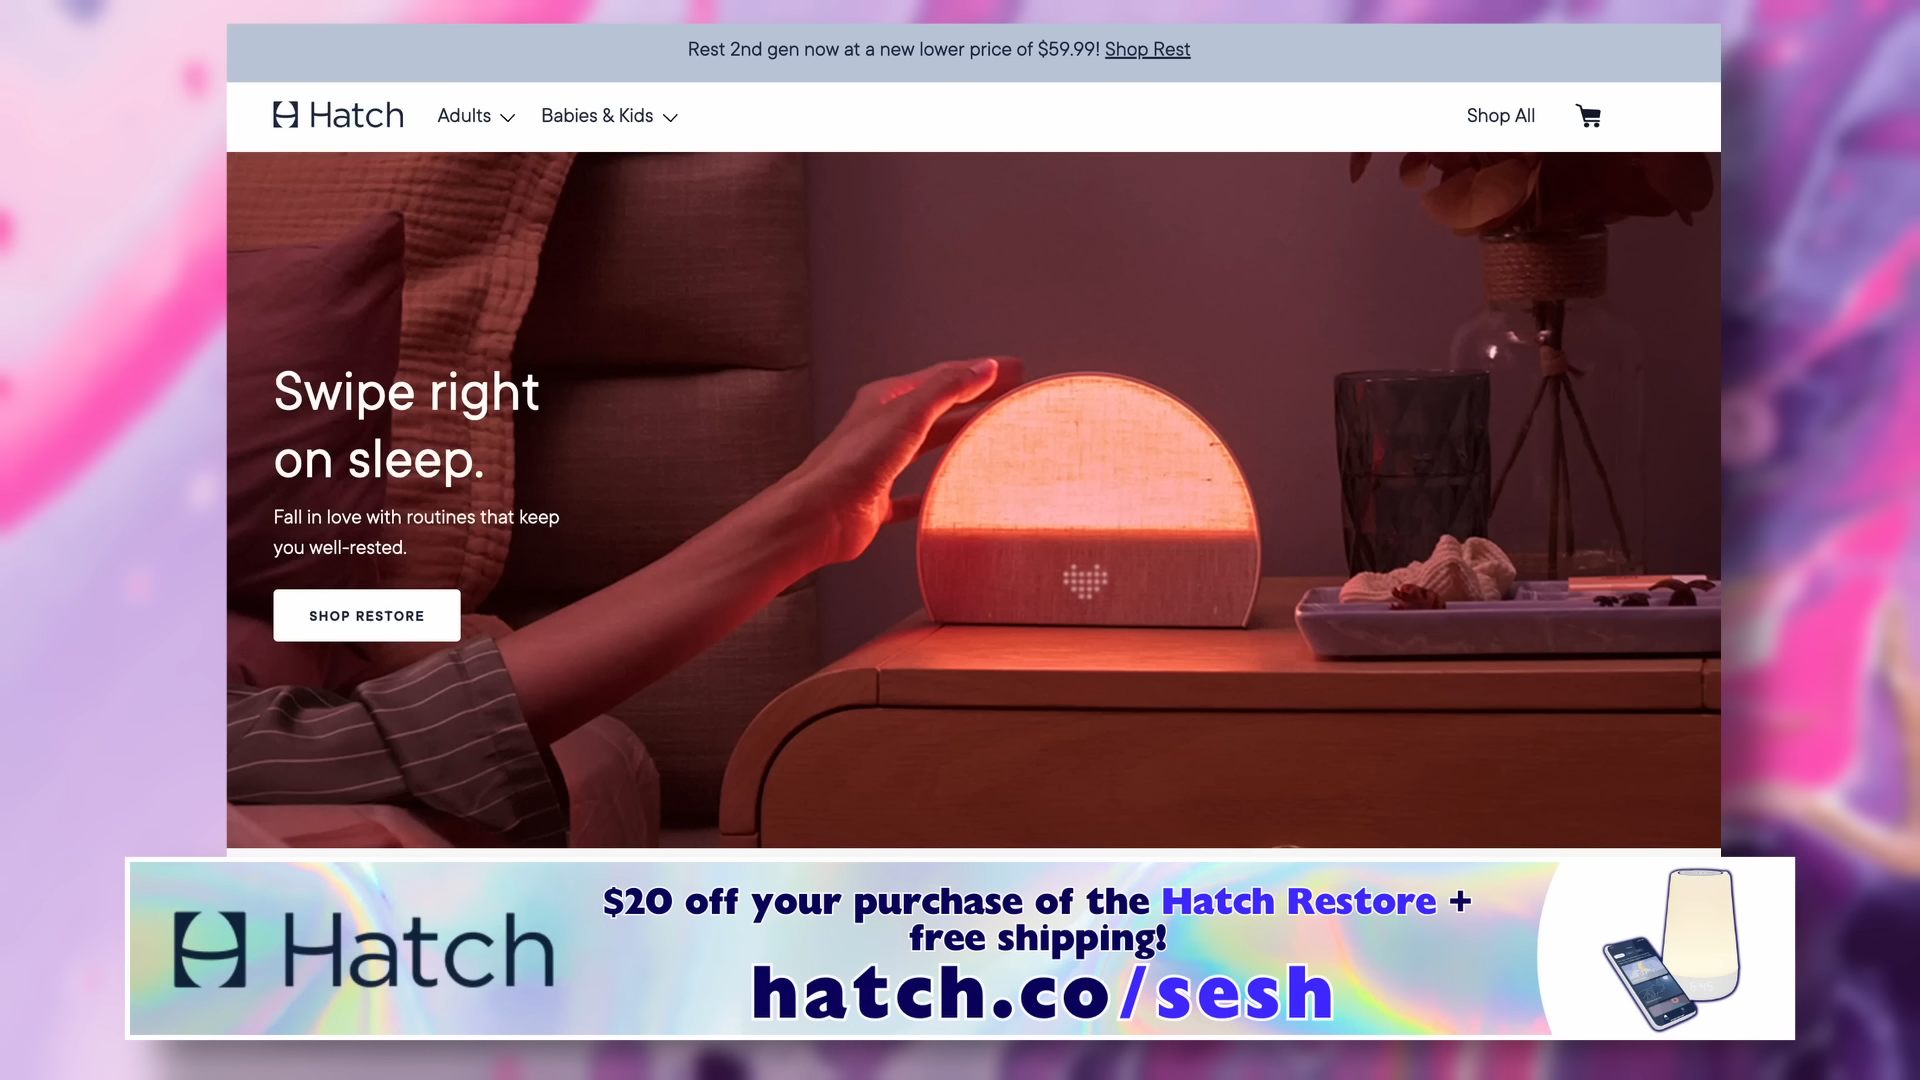 Rest 2nd gen now at a new lower price of $59.99! Shop Rest
Hatch Adults Babies & Kids Shop All
Swipe right
on sleep.
Fall in love with routines that keep
you well-rested.
SHOP RESTORE
Hatch
$20 off your purchase of the Hatch Restore +
free shipping!
hatch.co/sesh